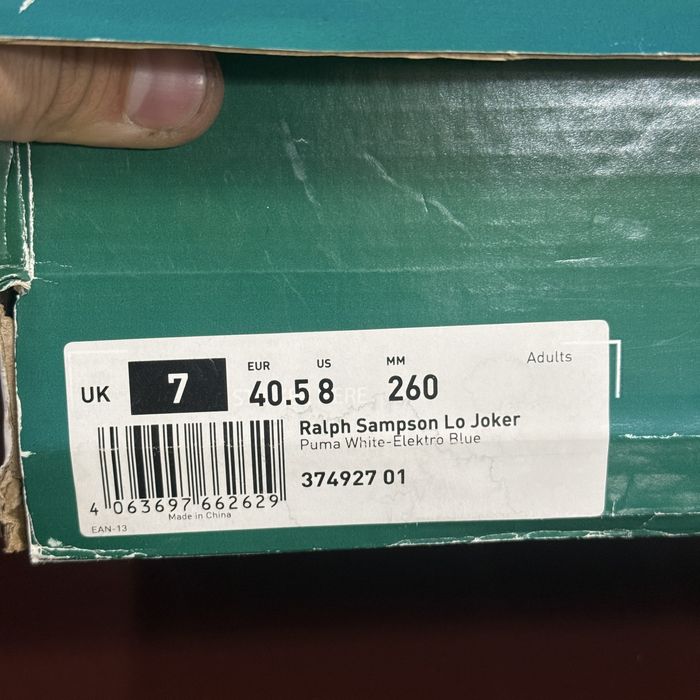 Adults
UK 7
EUR US MM
40.5 8 260
Ralph Sampson Lo Joker
Puma White-Elektro Blue
374927 01
4 063697 662629
Made in China
EAN-13